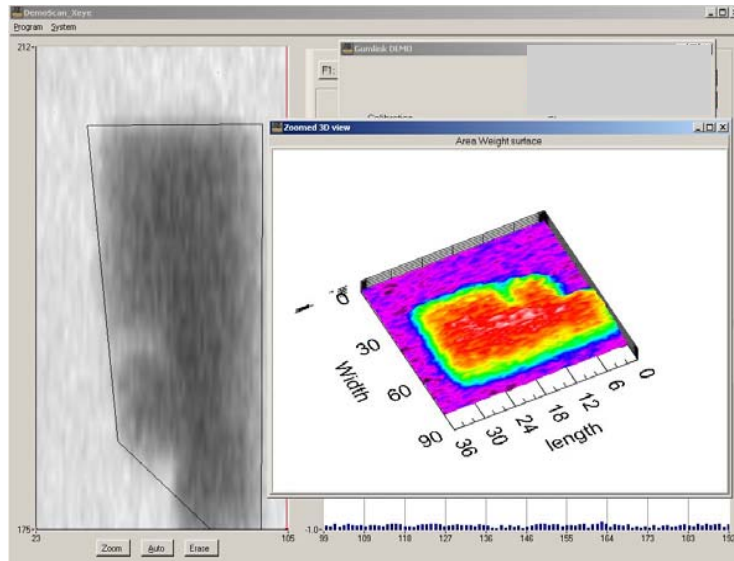 DemoScan_Xeye
Program System
212
175
23
105
Zoom Auto Erase
F1:
Gumlink DEMO
Calibration
Zoomed 3D view
Area Weight surface
0
30
60
90
Width
36
30
24
18
12
6
0
length
-1.0
99 109 118 127 136 146 155 164 173 183 192